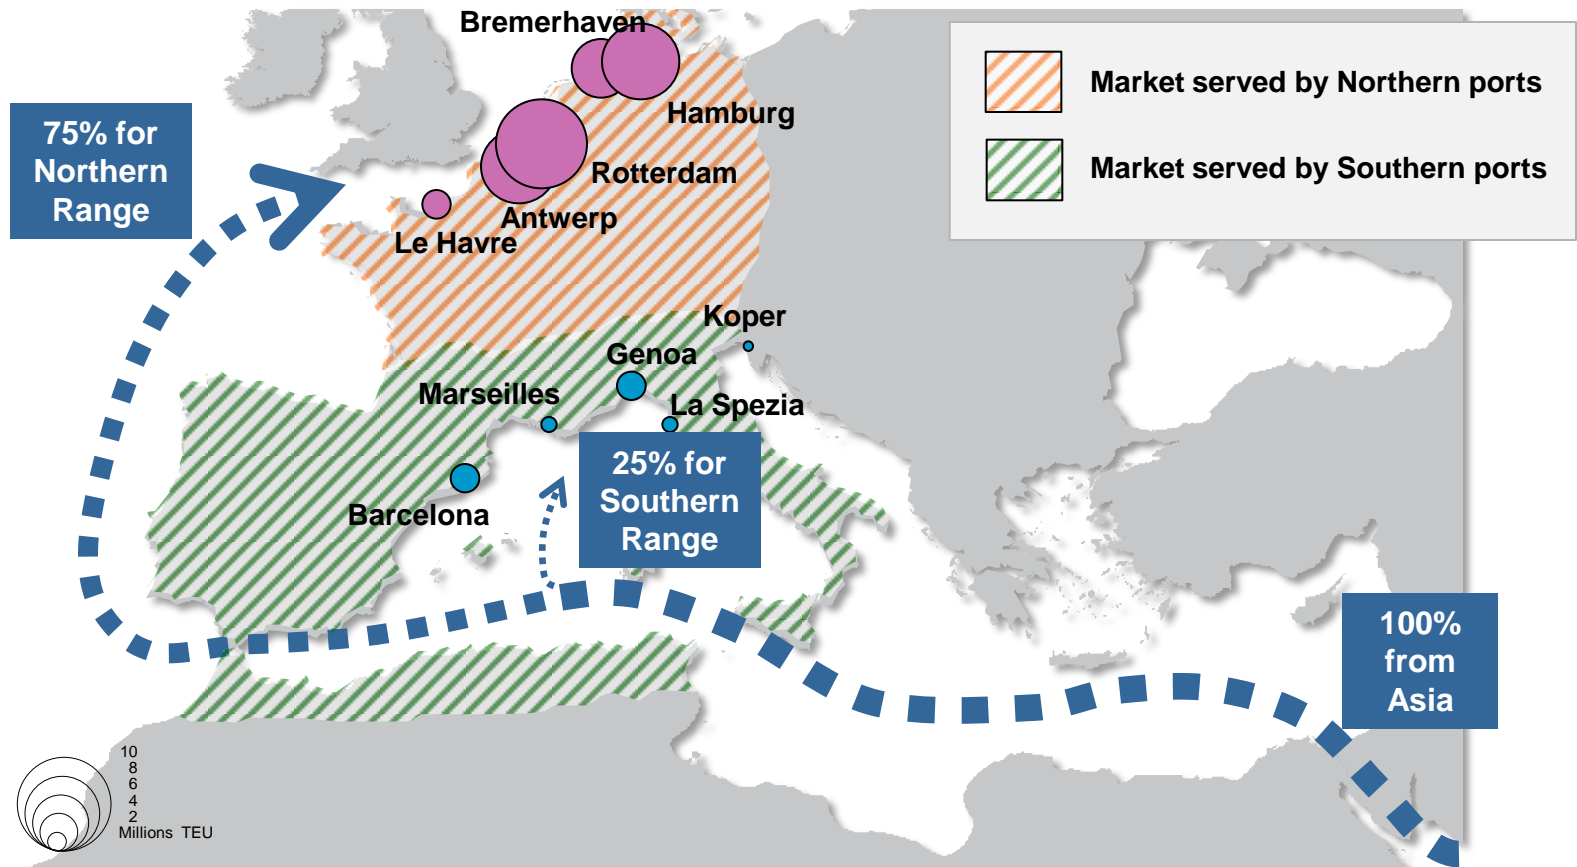 Bremerhaven
Hamburg
75% for
Northern
Range
Rotterdam
Antwerp
Le Havre
Market served by Northern ports
Market served by Southern ports
Koper
Genoa
Marseilles
La Spezia
25% for
Southern
Range
Barcelona
100%
from
Asia
10
8
6
4
2
Millions TEU